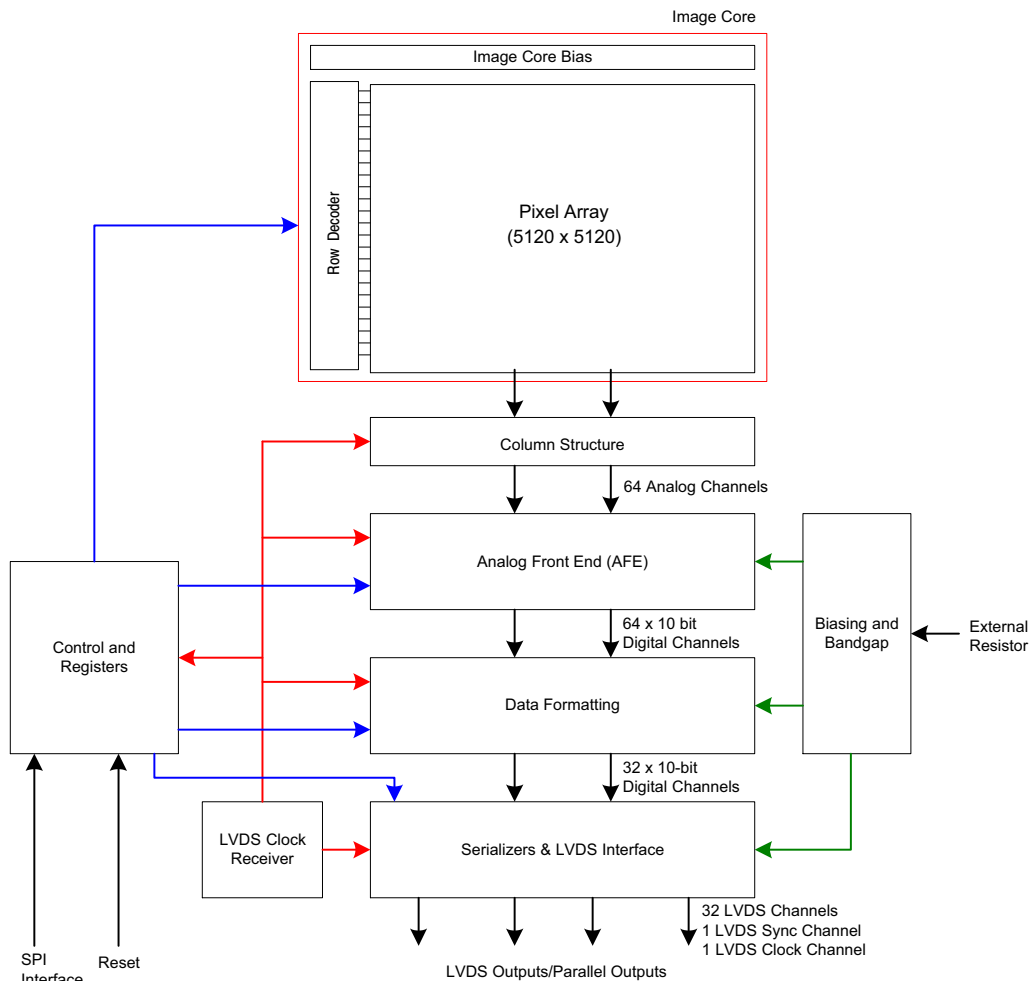 Image Core
Image Core Bias
Row Decoder
Pixel Array
(5120 x 5120)
Column Structure
64 Analog Channels
Analog Front End (AFE)
Biasing and
Bandgap
External
Resistor
Control and
Registers
64 x 10 bit
Digital Channels
Data Formatting
32 x 10-bit
Digital Channels
LVDS Clock
Receiver
Serializers & LVDS Interface
32 LVDS Channels
1 LVDS Sync Channel
1 LVDS Clock Channel
SPI
Interface
Reset
LVDS Outputs/Parallel Outputs